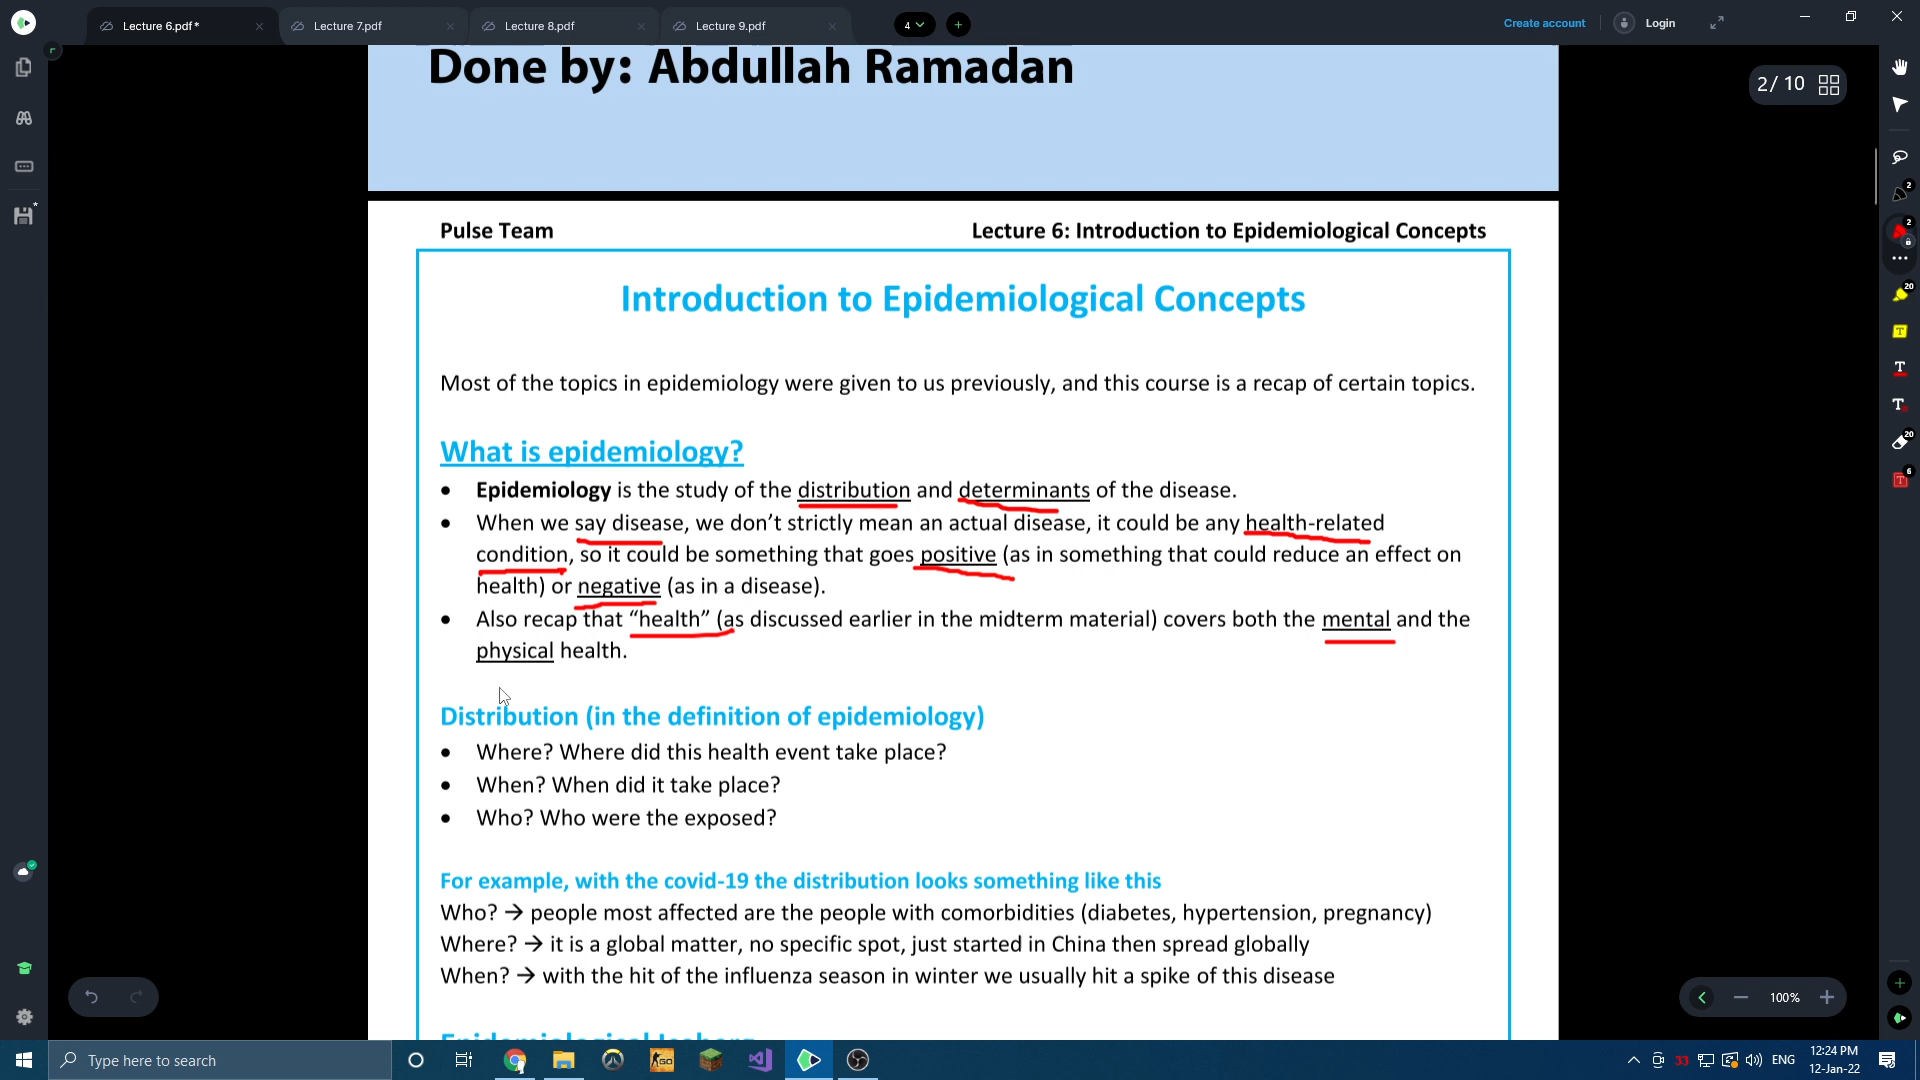 Lecture 6.pdf*
Lecture 7.pdf
Lecture 8.pdf
Lecture 9.pdf
4
Create account
Login
Done by: Abdullah Ramadan
2/ 10
Pulse Team
Lecture 6: Introduction to Epidemiological Concepts
Introduction to Epidemiological Concepts
Most of the topics in epidemiology were given to us previously, and this course is a recap of certain topics.
What is epidemiology?
• Epidemiology is the study of the distribution and determinants of the disease.
• When we say disease, we don’t strictly mean an actual disease, it could be any health-related
condition, so it could be something that goes positive (as in something that could reduce an effect on
health) or negative (as in a disease).
• Also recap that “health” (as discussed earlier in the midterm material) covers both the mental and the
physical health.
Distribution (in the definition of epidemiology)
• Where? Where did this health event take place?
• When? When did it take place?
• Who? Who were the exposed?
For example, with the covid-19 the distribution looks something like this
Who? → people most affected are the people with comorbidities (diabetes, hypertension, pregnancy)
Where? → it is a global matter, no specific spot, just started in China then spread globally
When? → with the hit of the influenza season in winter we usually hit a spike of this disease
Epidemiological Iceberg
2
2
20
T
T
T
20
T
6
100%
Type here to search
GO
33
ENG
12:24 PM
12-Jan-22